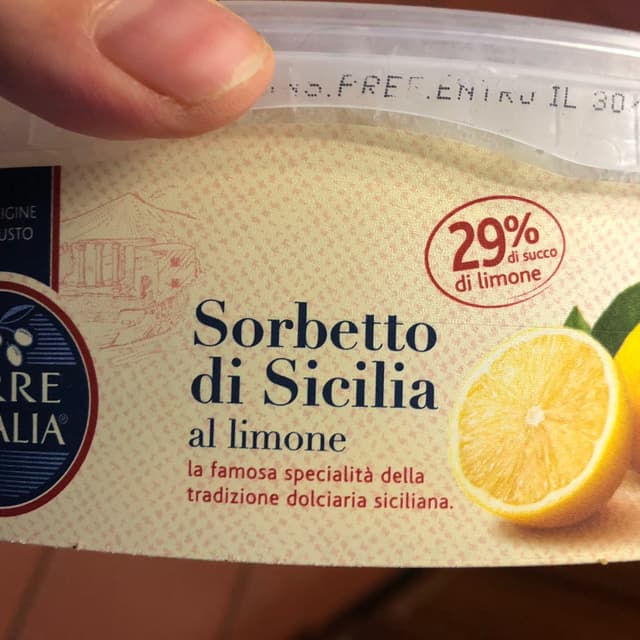 PREF.ENTRO IL 30
29%
di succo
di limone
Sorbetto
di Sicilia
al limone
la famosa specialità della
tradizione dolciaria siciliana.